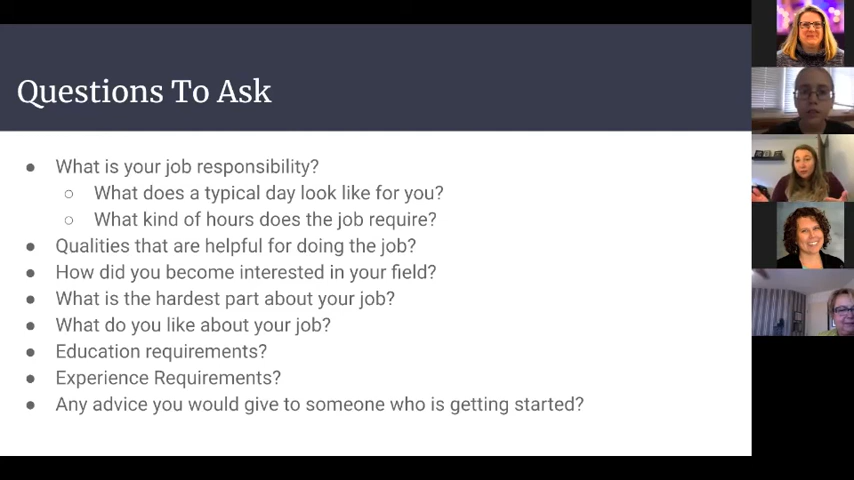 Questions To Ask
● What is your job responsibility?
○ What does a typical day look like for you?
○ What kind of hours does the job require?
● Qualities that are helpful for doing the job?
● How did you become interested in your field?
● What is the hardest part about your job?
● What do you like about your job?
● Education requirements?
● Experience Requirements?
● Any advice you would give to someone who is getting started?